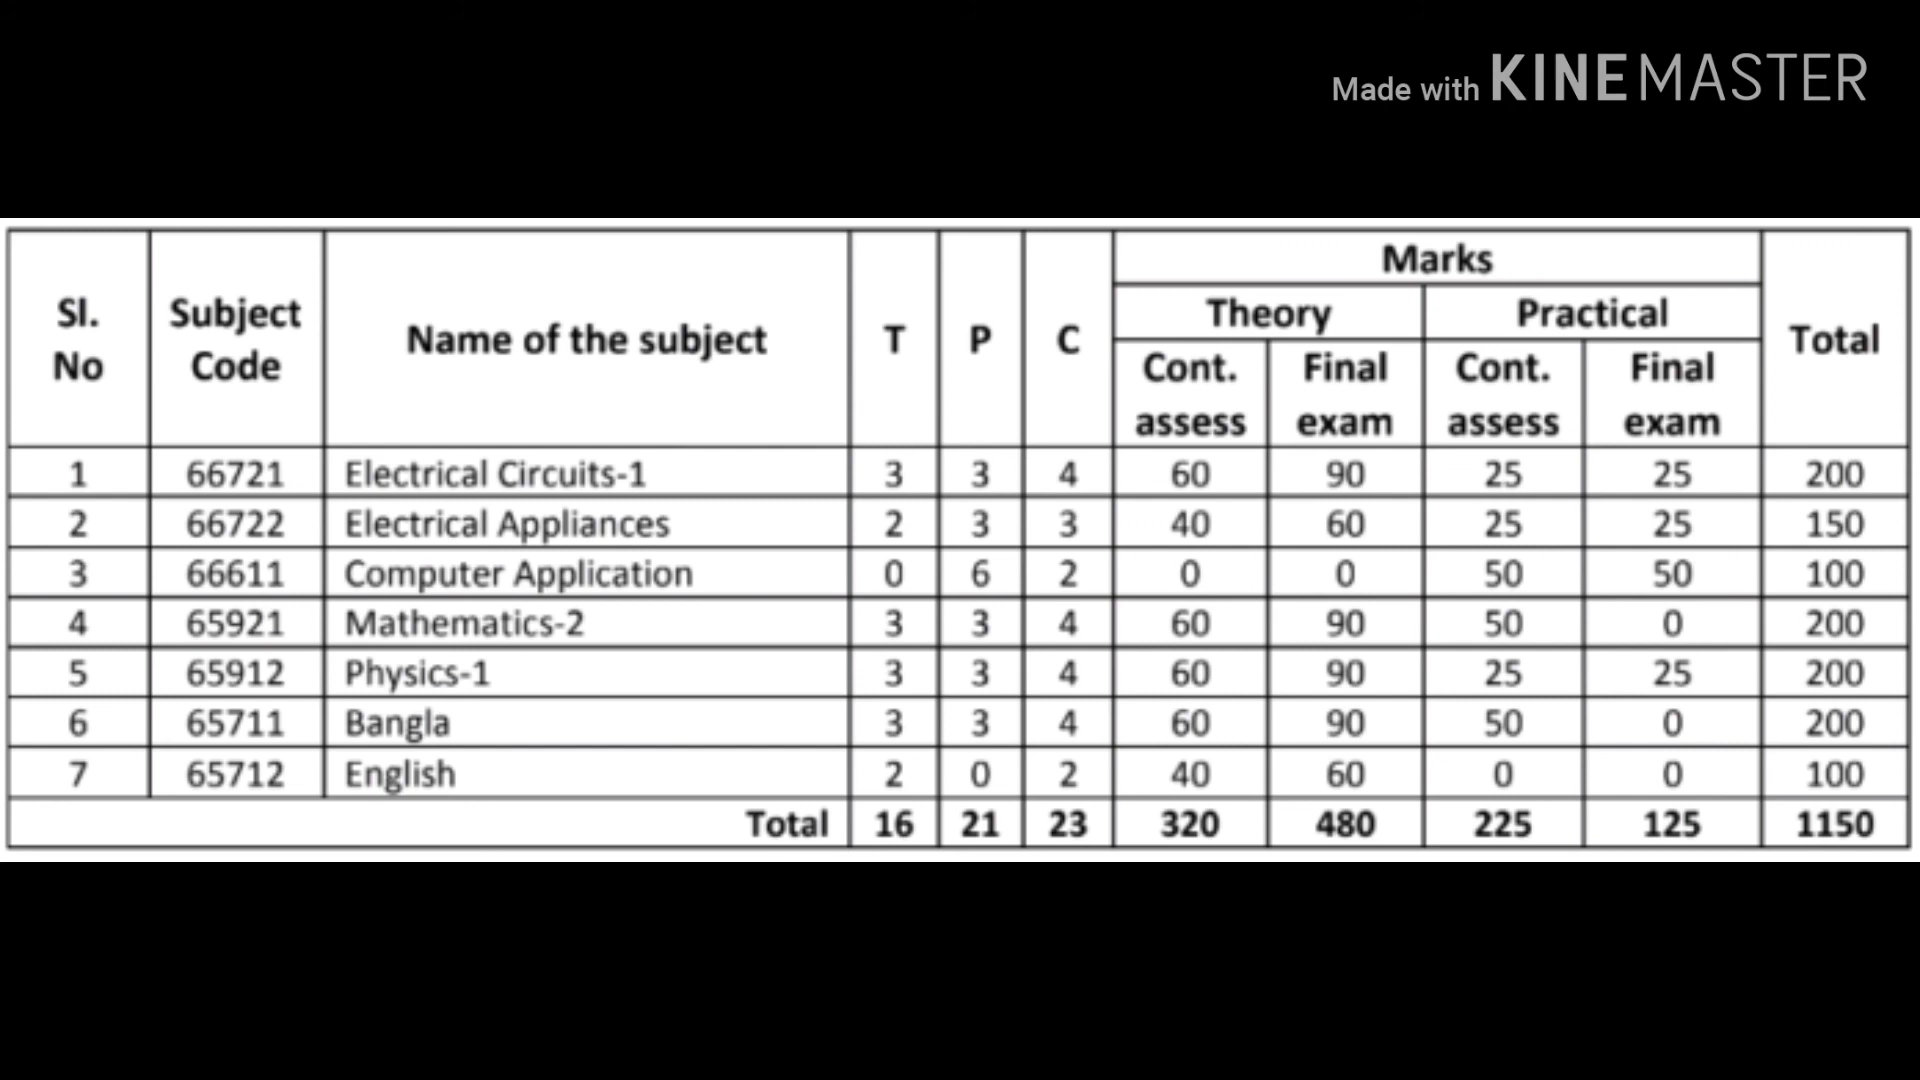 Made with KINEMASTER
Sl. No | Subject Code | Name of the subject | T | P | C | Marks | Total
Theory | Practical
Cont. assess | Final exam | Cont. assess | Final exam
1 | 66721 | Electrical Circuits-1 | 3 | 3 | 4 | 60 | 90 | 25 | 25 | 200
2 | 66722 | Electrical Appliances | 2 | 3 | 3 | 40 | 60 | 25 | 25 | 150
3 | 66611 | Computer Application | 0 | 6 | 2 | 0 | 0 | 50 | 50 | 100
4 | 65921 | Mathematics-2 | 3 | 3 | 4 | 60 | 90 | 50 | 0 | 200
5 | 65912 | Physics-1 | 3 | 3 | 4 | 60 | 90 | 25 | 25 | 200
6 | 65711 | Bangla | 3 | 3 | 4 | 60 | 90 | 50 | 0 | 200
7 | 65712 | English | 2 | 0 | 2 | 40 | 60 | 0 | 0 | 100
Total | 16 | 21 | 23 | 320 | 480 | 225 | 125 | 1150